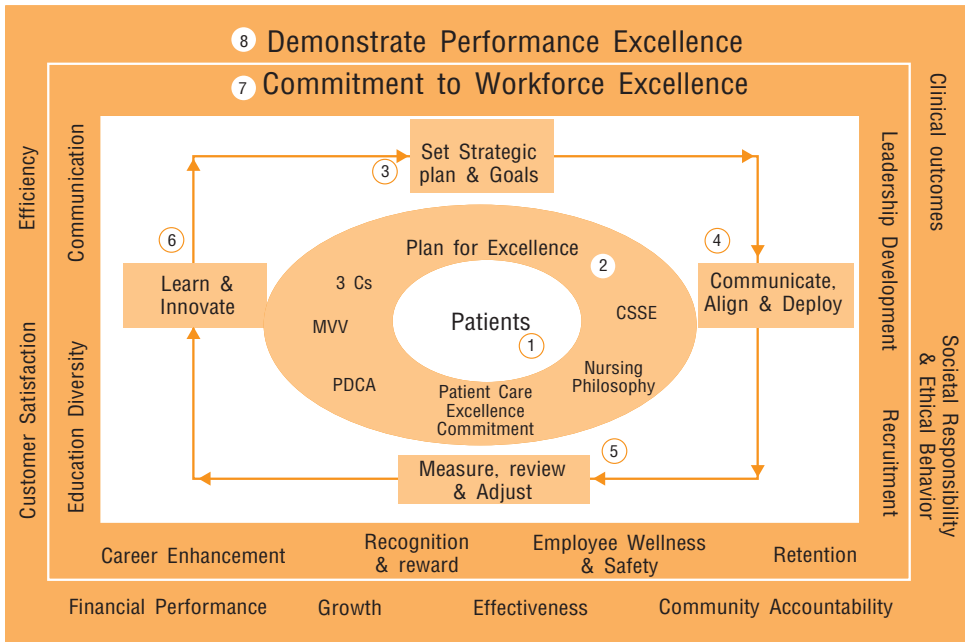 8 Demonstrate Performance Excellence
7 Commitment to Workforce Excellence
Efficiency
Customer Satisfaction
Communication
Education Diversity
3
Set Strategic
plan & Goals
4
Communicate,
Align & Deploy
5
Measure, review
& Adjust
6
Learn &
Innovate
Plan for Excellence
2
3 Cs
MVV
PDCA
Patient Care
Excellence
Commitment
Nursing
Philosophy
CSSE
Patients
1
Leadership Development
Recruitment
Clinical outcomes
Societal Responsibility
& Ethical Behavior
Career Enhancement
Recognition
& reward
Employee Wellness
& Safety
Retention
Financial Performance
Growth
Effectiveness
Community Accountability